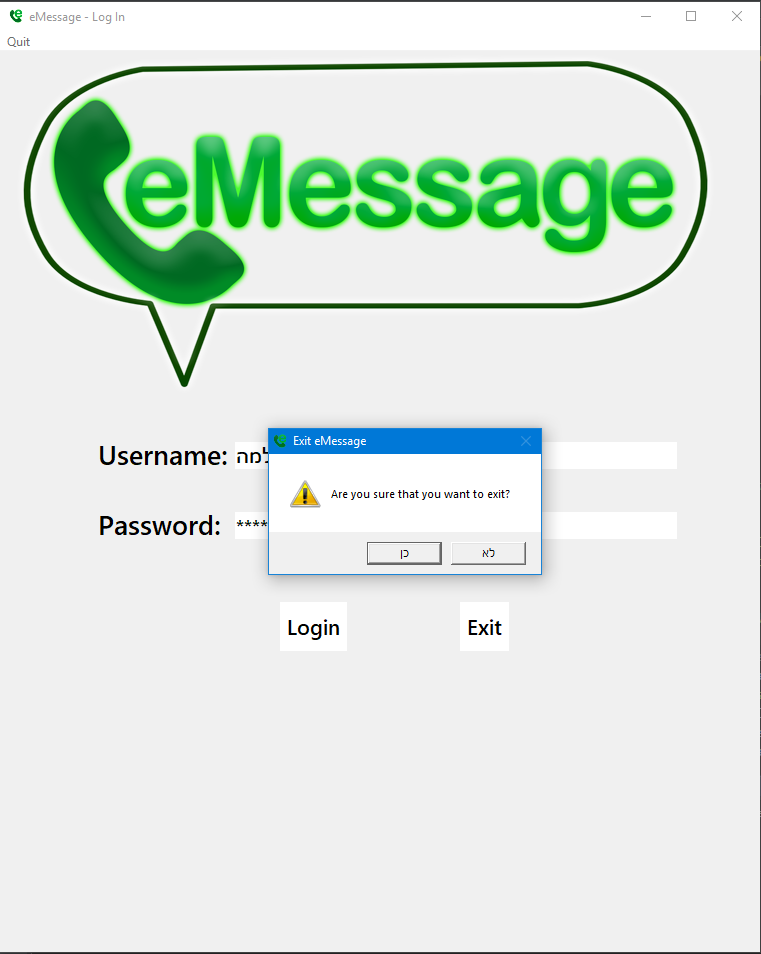 eMessage - Log In
Quit
eMessage
Username:
Exit eMessage
Are you sure that you want to exit?
כן
לא
Password: ****
Login
Exit